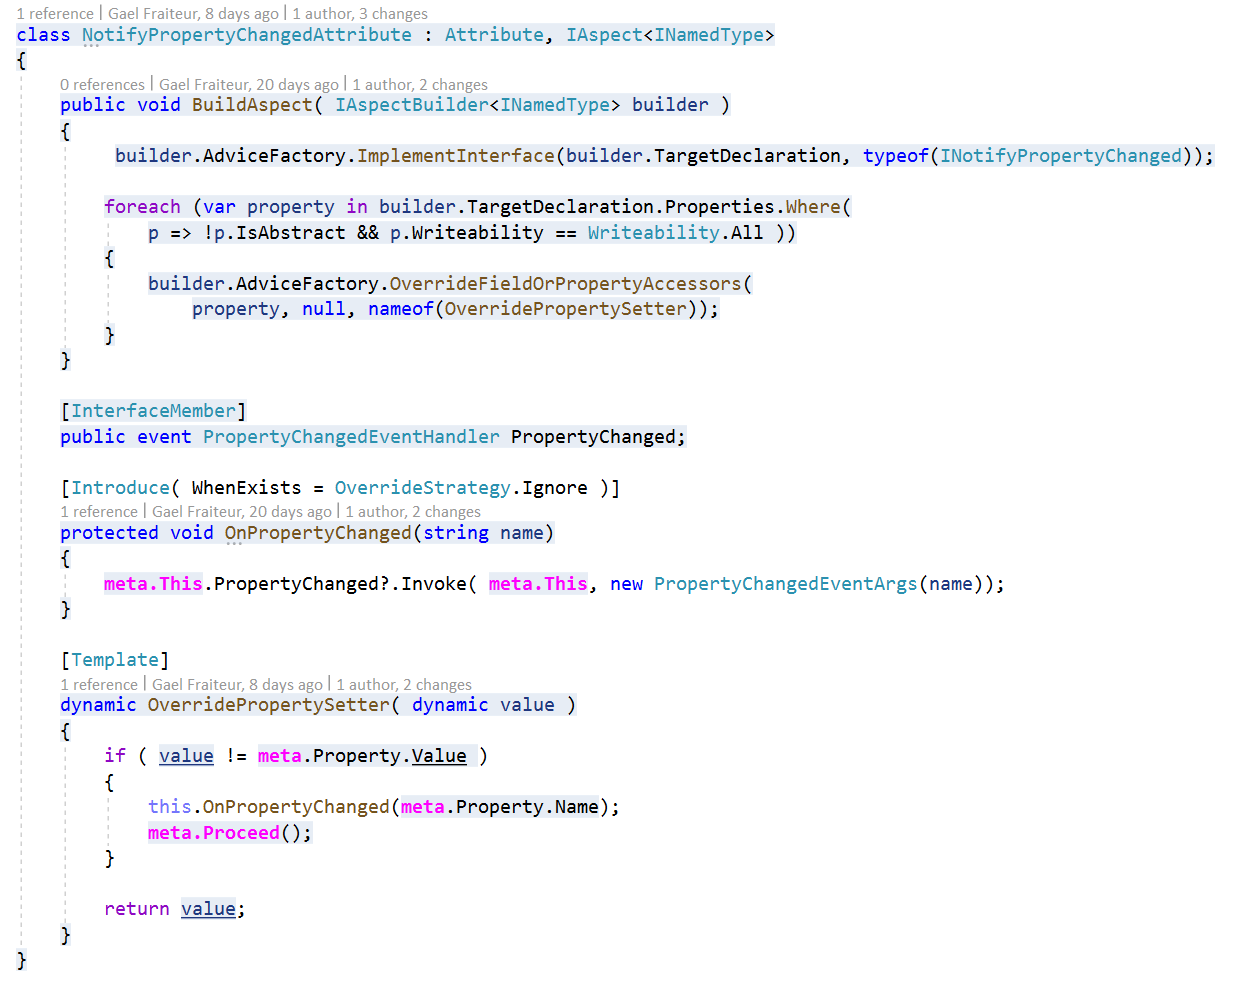 1 reference | Gael Fraiteur, 8 days ago | 1 author, 3 changes
class NotifyPropertyChangedAttribute : Attribute, IAspect<INamedType>
{
0 references | Gael Fraiteur, 20 days ago | 1 author, 2 changes
public void BuildAspect( IAspectBuilder<INamedType> builder )
{
builder.AdviceFactory.ImplementInterface(builder.TargetDeclaration, typeof(INotifyPropertyChanged));
foreach (var property in builder.TargetDeclaration.Properties.Where(
p => !p.IsAbstract && p.Writeability == Writeability.All ))
{
builder.AdviceFactory.OverrideFieldOrPropertyAccessors(
property, null, nameof(OverridePropertySetter));
}
}
[InterfaceMember]
public event PropertyChangedEventHandler PropertyChanged;
[Introduce( WhenExists = OverrideStrategy.Ignore )]
1 reference | Gael Fraiteur, 20 days ago | 1 author, 2 changes
protected void OnPropertyChanged(string name)
{
meta.This.PropertyChanged?.Invoke( meta.This, new PropertyChangedEventArgs(name));
}
[Template]
1 reference | Gael Fraiteur, 8 days ago | 1 author, 2 changes
dynamic OverridePropertySetter( dynamic value )
{
if ( value != meta.Property.Value )
{
this.OnPropertyChanged(meta.Property.Name);
meta.Proceed();
}
return value;
}
}